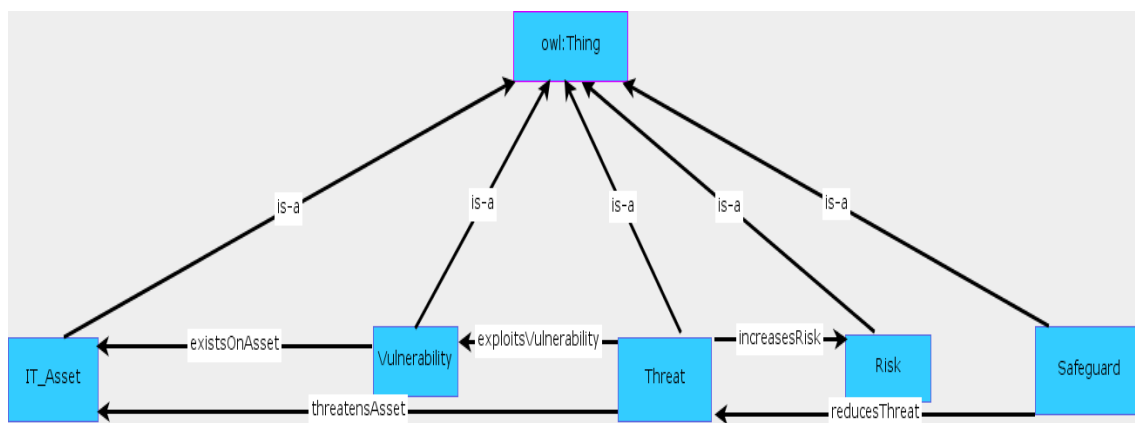 owl:Thing
is-a
is-a
is-a
is-a
is-a
existsOnAsset
exploitsVulnerability
increasesRisk
IT_Asset
Vulnerability
Threat
Risk
Safeguard
threatensAsset
reducesThreat